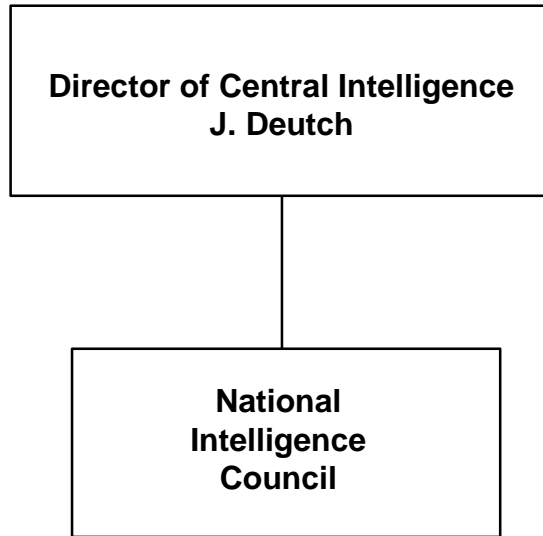 Director of Central Intelligence
J. Deutch
National
Intelligence
Council